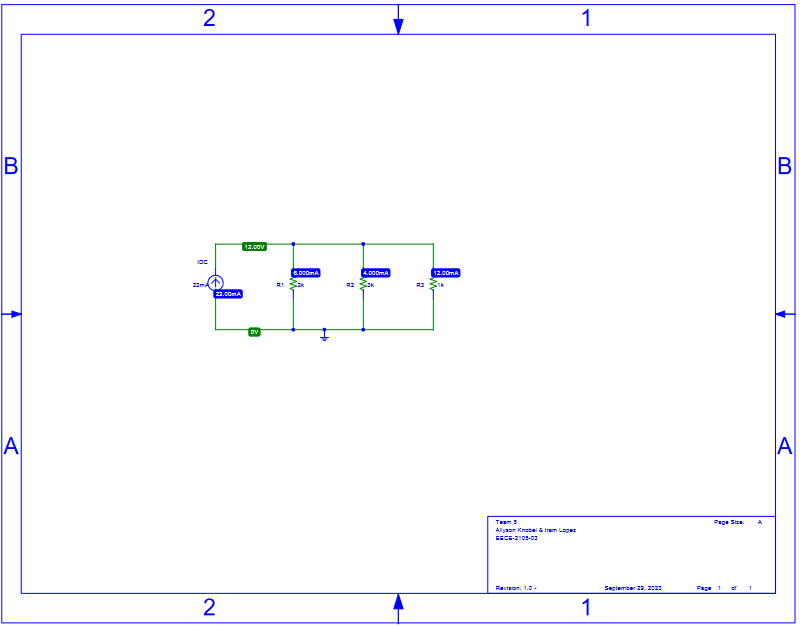 2 1
B B
12.00V
IDC
6.000mA 4.000mA 12.00mA
22mA R1 2k R2 3k R3 1k
22.00mA
0V
A A
Team 8 Page Size: A
Allyson Knobel & Iram Lopez
EECE-2105-02
Revision: 1.0 - September 29, 2023 Page 1 of 1
2 1